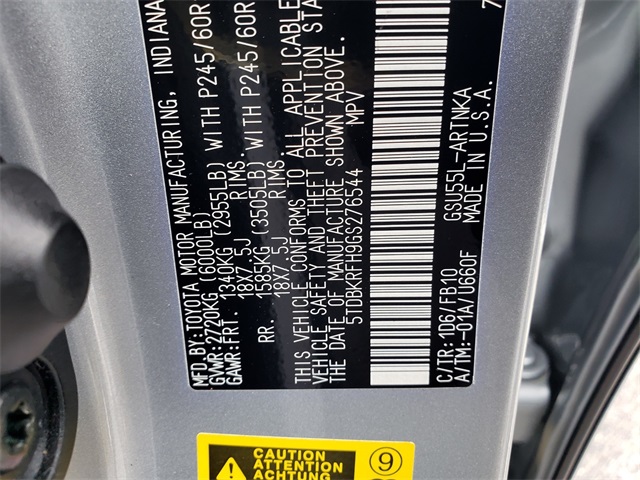 MFD.BY:TOYOTA MOTOR MANUFACTURING, INDIANA
GVWR:2720KG(6000LB)
GAWR:FRT. 1340KG(2955LB) WITH P245/60R
18X7.5J RIMS.
RR. 1585KG(3505LB) WITH P245/60R
18X7.5J RIMS.
THIS VEHICLE CONFORMS TO ALL APPLICABLE
VEHICLE SAFETY AND THEFT PREVENTION STA
THE DATE OF MANUFACTURE SHOWN ABOVE.
5TDBKRFH9GS276544 MPV
C/TR:1D6/FB10 GSU55L-ARTNKA
A/TM:-01A/U660F MADE IN U.S.A.
CAUTION
ATTENTION
ACHTUNG
9